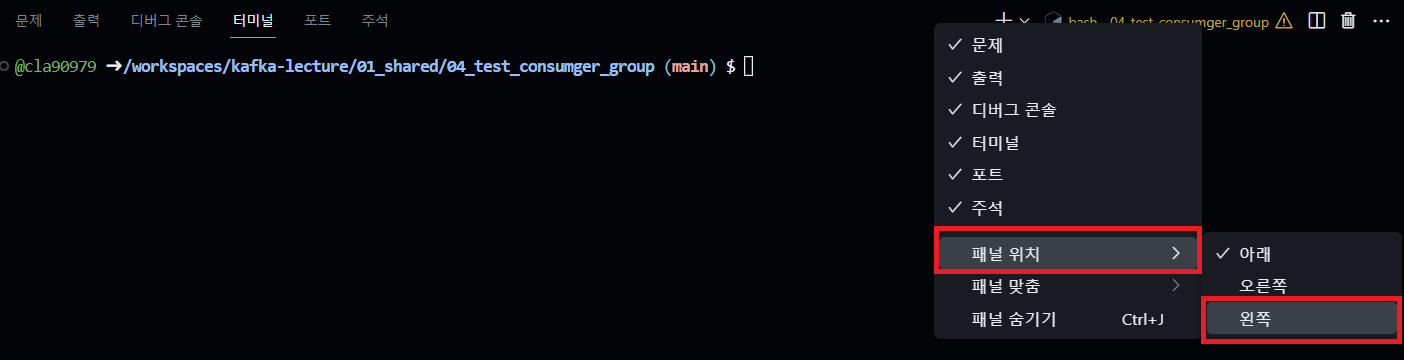 문제 출력 디버그 콘솔 터미널 포트 주석 bash - 04_test_consumger_group
@cla90979 ➜/workspaces/kafka-lecture/01_shared/04_test_consumger_group (main) $
문제
출력
디버그 콘솔
터미널
포트
주석
패널 위치
패널 맞춤
패널 숨기기 Ctrl+J
아래
오른쪽
왼쪽